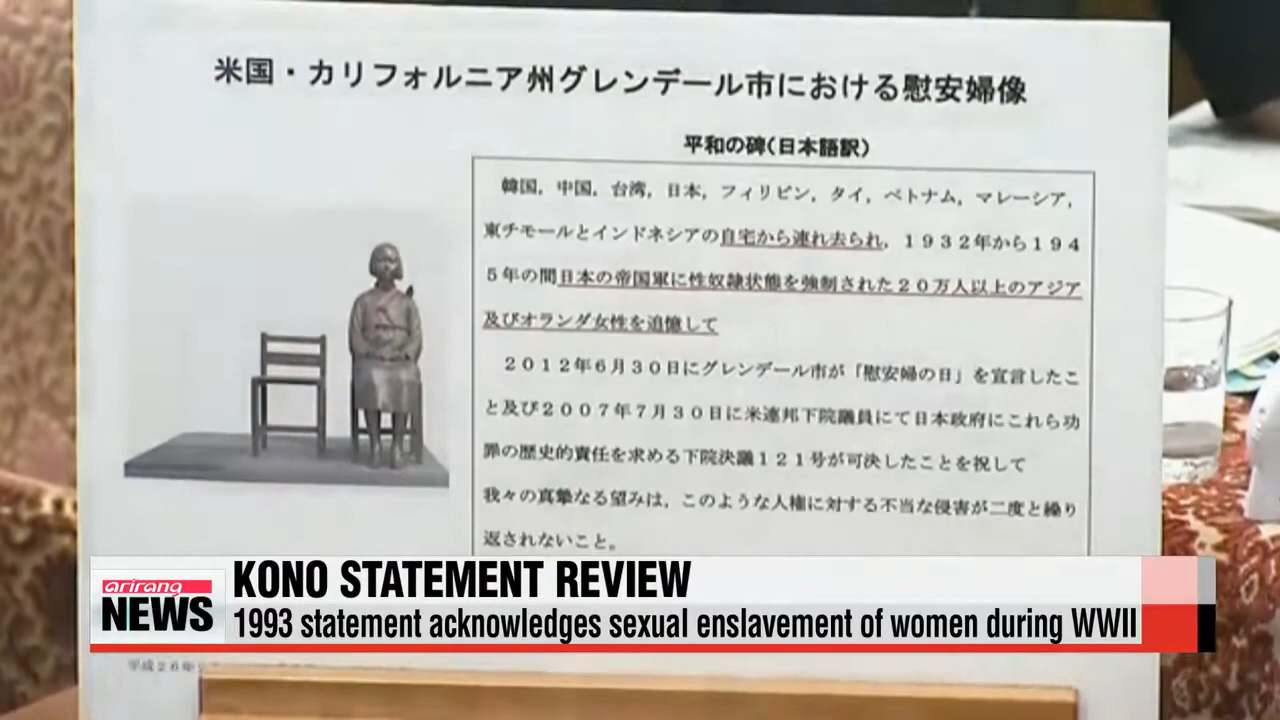 米国・カリフォルニア州グレンデール市における慰安婦像
平和の碑(日本語訳)
韓国,中国,台湾,日本,フィリピン,タイ,ベトナム,マレーシア,
東チモールとインドネシアの自宅から連れ去られ,1932年から194
5年の間日本の帝国軍に性奴隷状態を強制された20万人以上のアジア
及びオランダ女性を追憶して
2012年6月30日にグレンデール市が「慰安婦の日」を宣言したこ
と及び2007年7月30日に米連邦下院議員にて日本政府にこれら功
罪の歴史的責任を求める下院決議121号が可決したことを祝して
我々の真摯なる望みは,このような人権に対する不当な侵害が二度と繰り
返されないこと。
arirang
NEWS
KONO STATEMENT REVIEW
1993 statement acknowledges sexual enslavement of women during WWII
平成26年